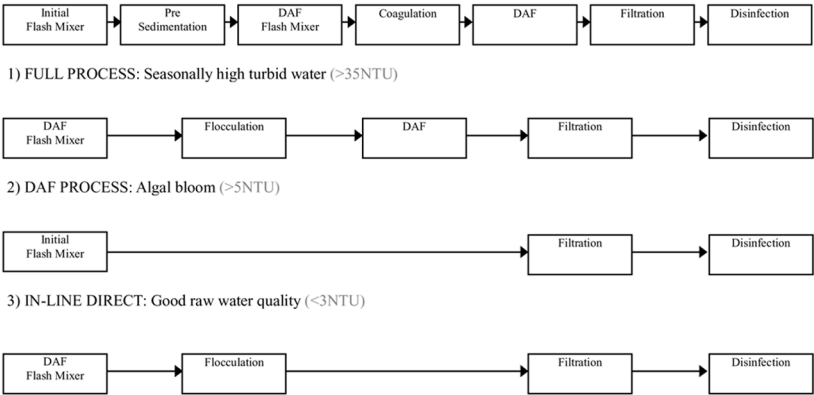 Initial
Flash Mixer
Pre
Sedimentation
DAF
Flash Mixer
Coagulation
DAF
Filtration
Disinfection
1) FULL PROCESS: Seasonally high turbid water (>35NTU)
DAF
Flash Mixer
Flocculation
DAF
Filtration
Disinfection
2) DAF PROCESS: Algal bloom (>5NTU)
Initial
Flash Mixer
Filtration
Disinfection
3) IN-LINE DIRECT: Good raw water quality (<3NTU)
DAF
Flash Mixer
Flocculation
Filtration
Disinfection